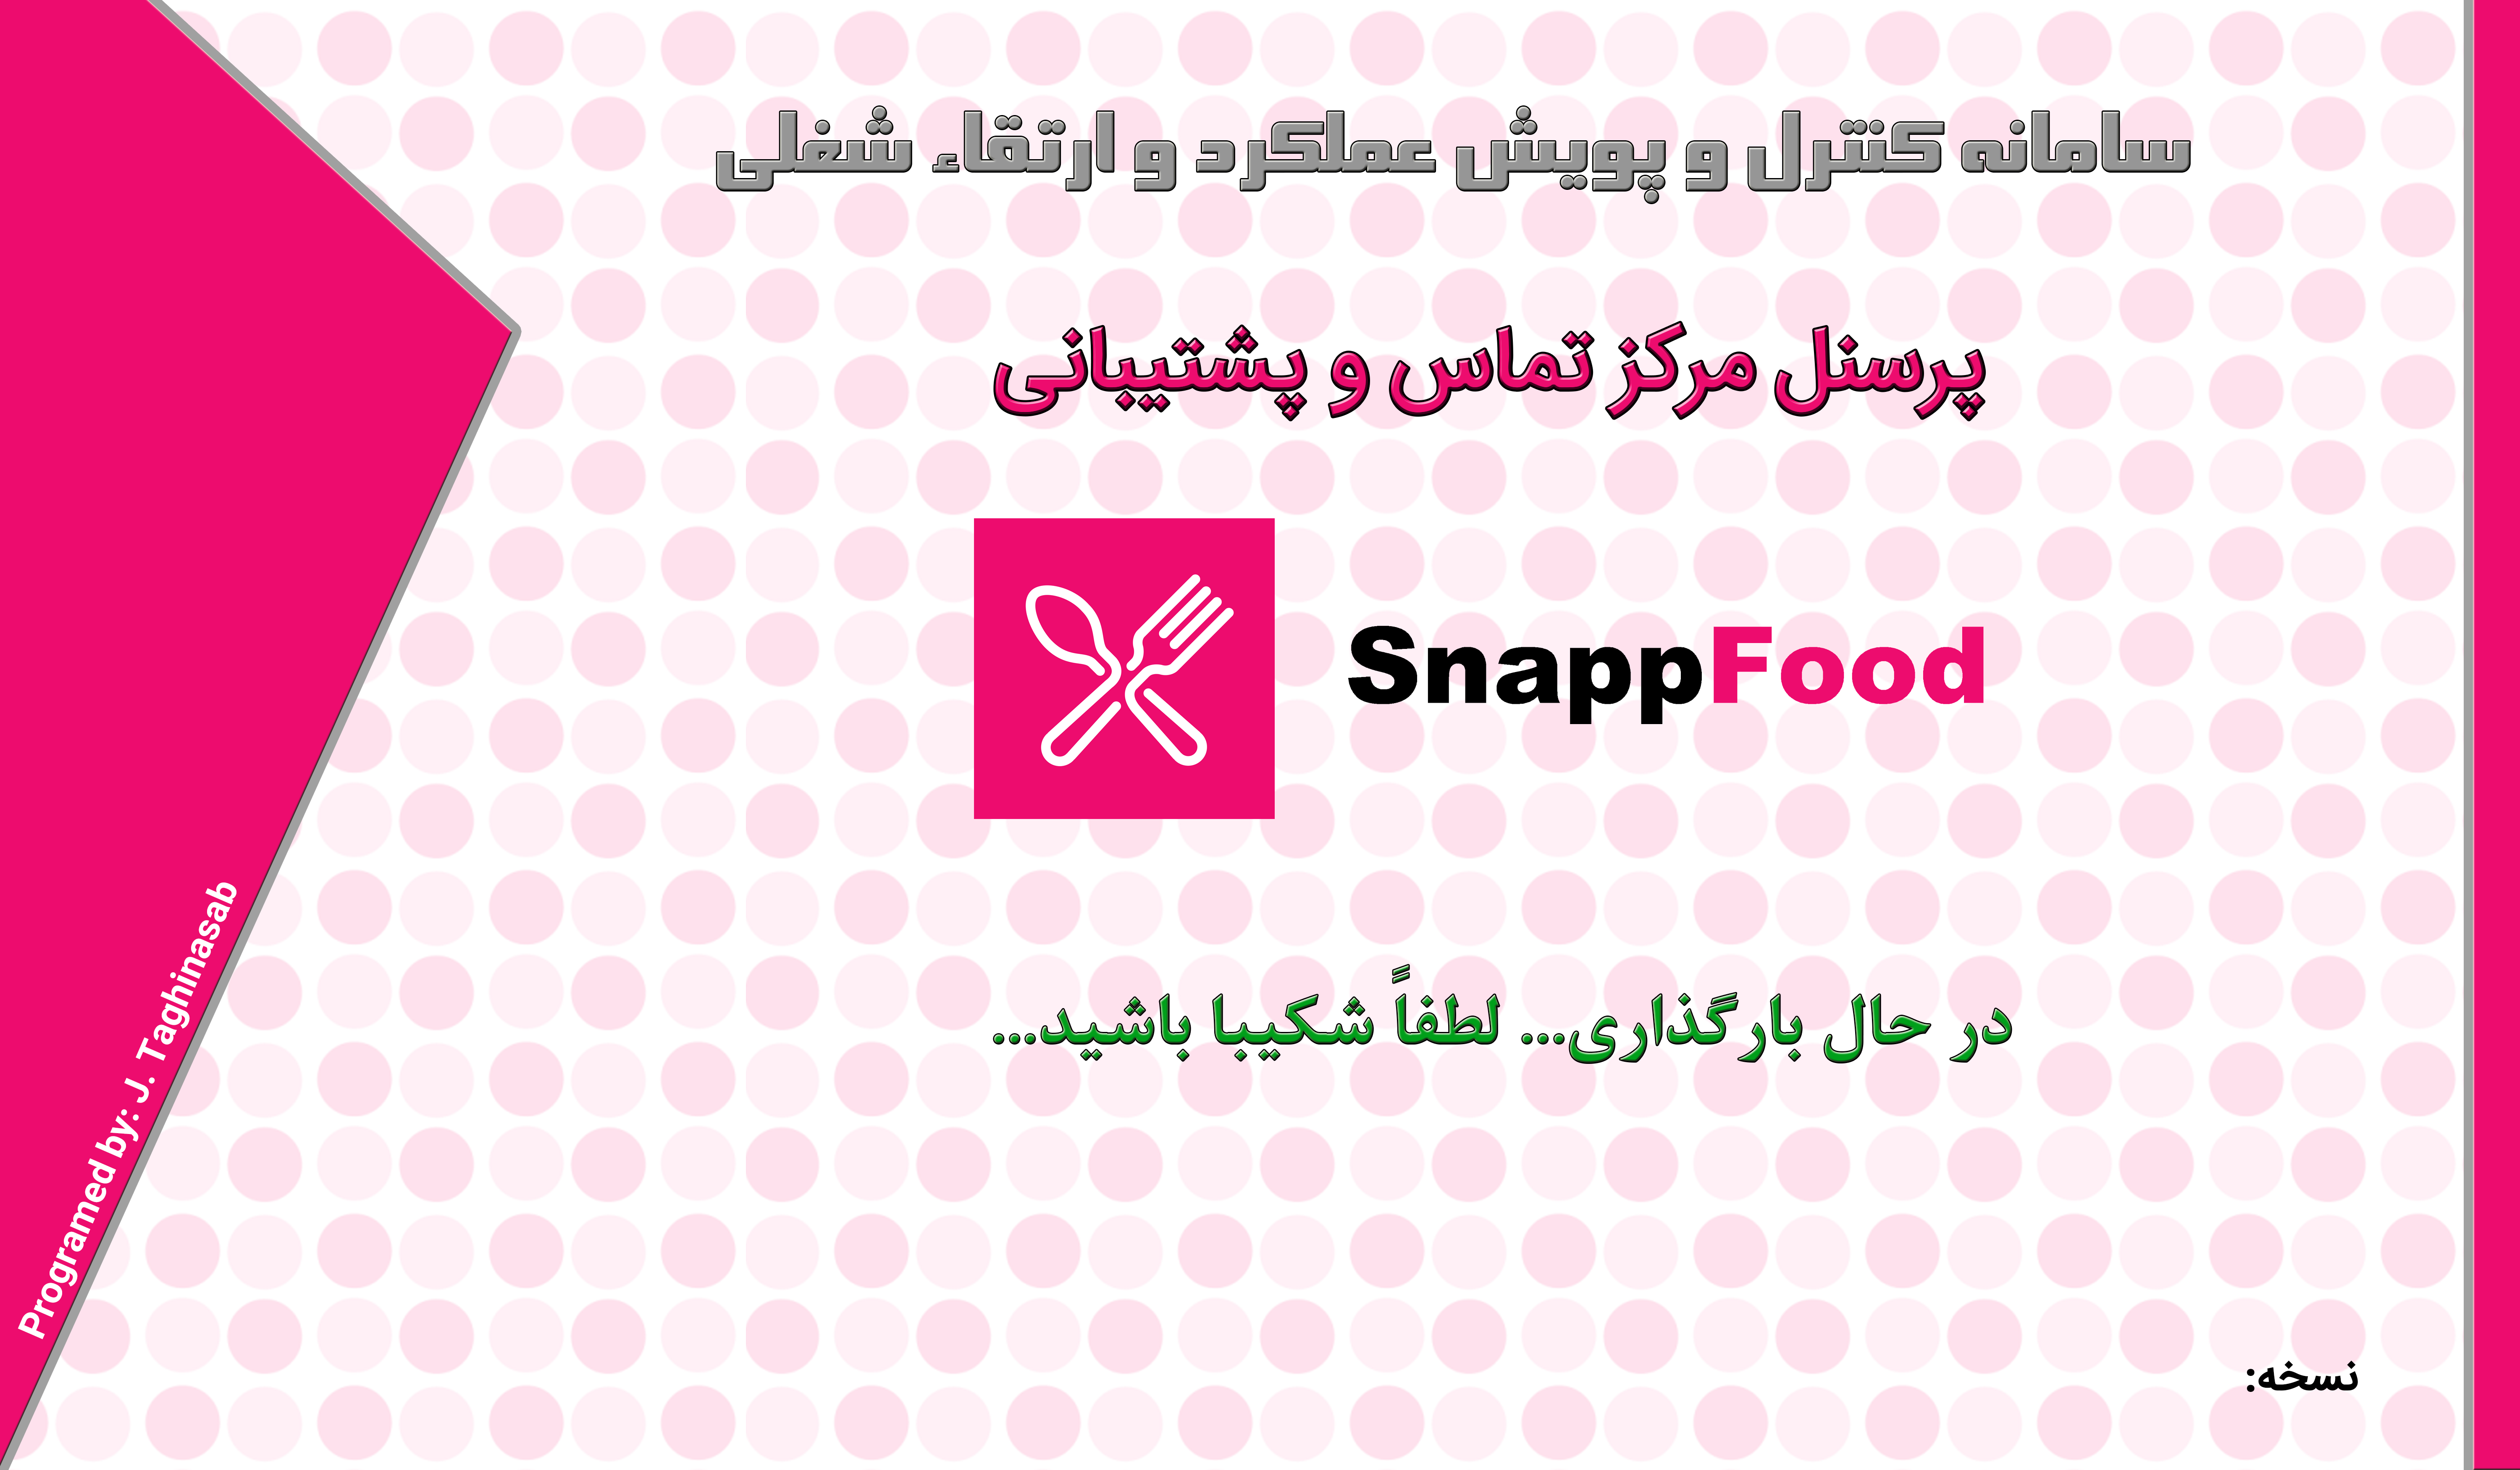 سامانه کنترل و پویش عملکرد و ارتقاء شغلی
پرسنل مرکز تماس و پشتیبانی
SnappFood
در حال بارگذاری... لطفاً شکیبا باشید...
Programed by: J. Taghinasab
نسخه: